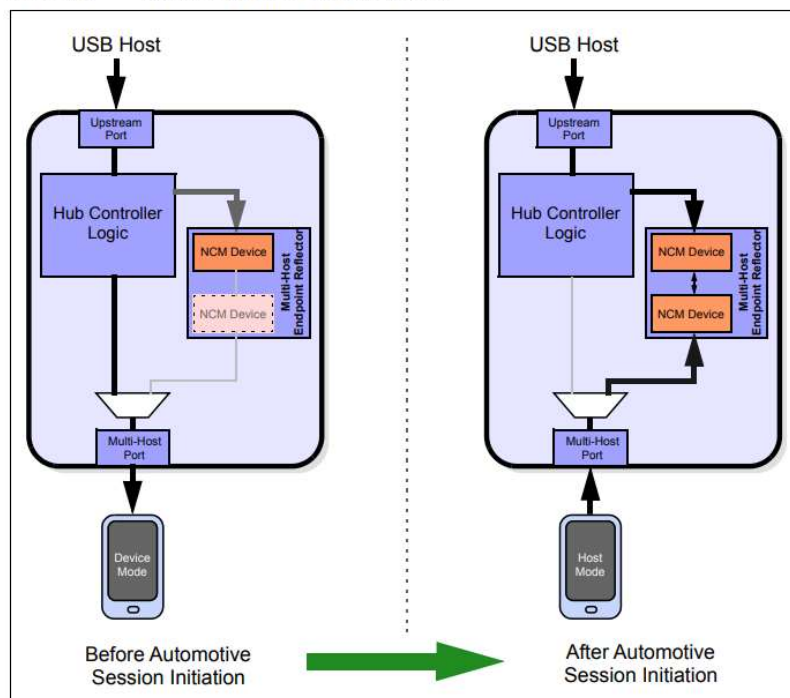 USB Host
Upstream
Port
Hub Controller
Logic
NCM Device
NCM Device
Multi-Host
Endpoint Reflector
Multi-Host
Port
Device
Mode
Before Automotive
Session Initiation
USB Host
Upstream
Port
Hub Controller
Logic
NCM Device
NCM Device
Multi-Host
Endpoint Reflector
Multi-Host
Port
Host
Mode
After Automotive
Session Initiation